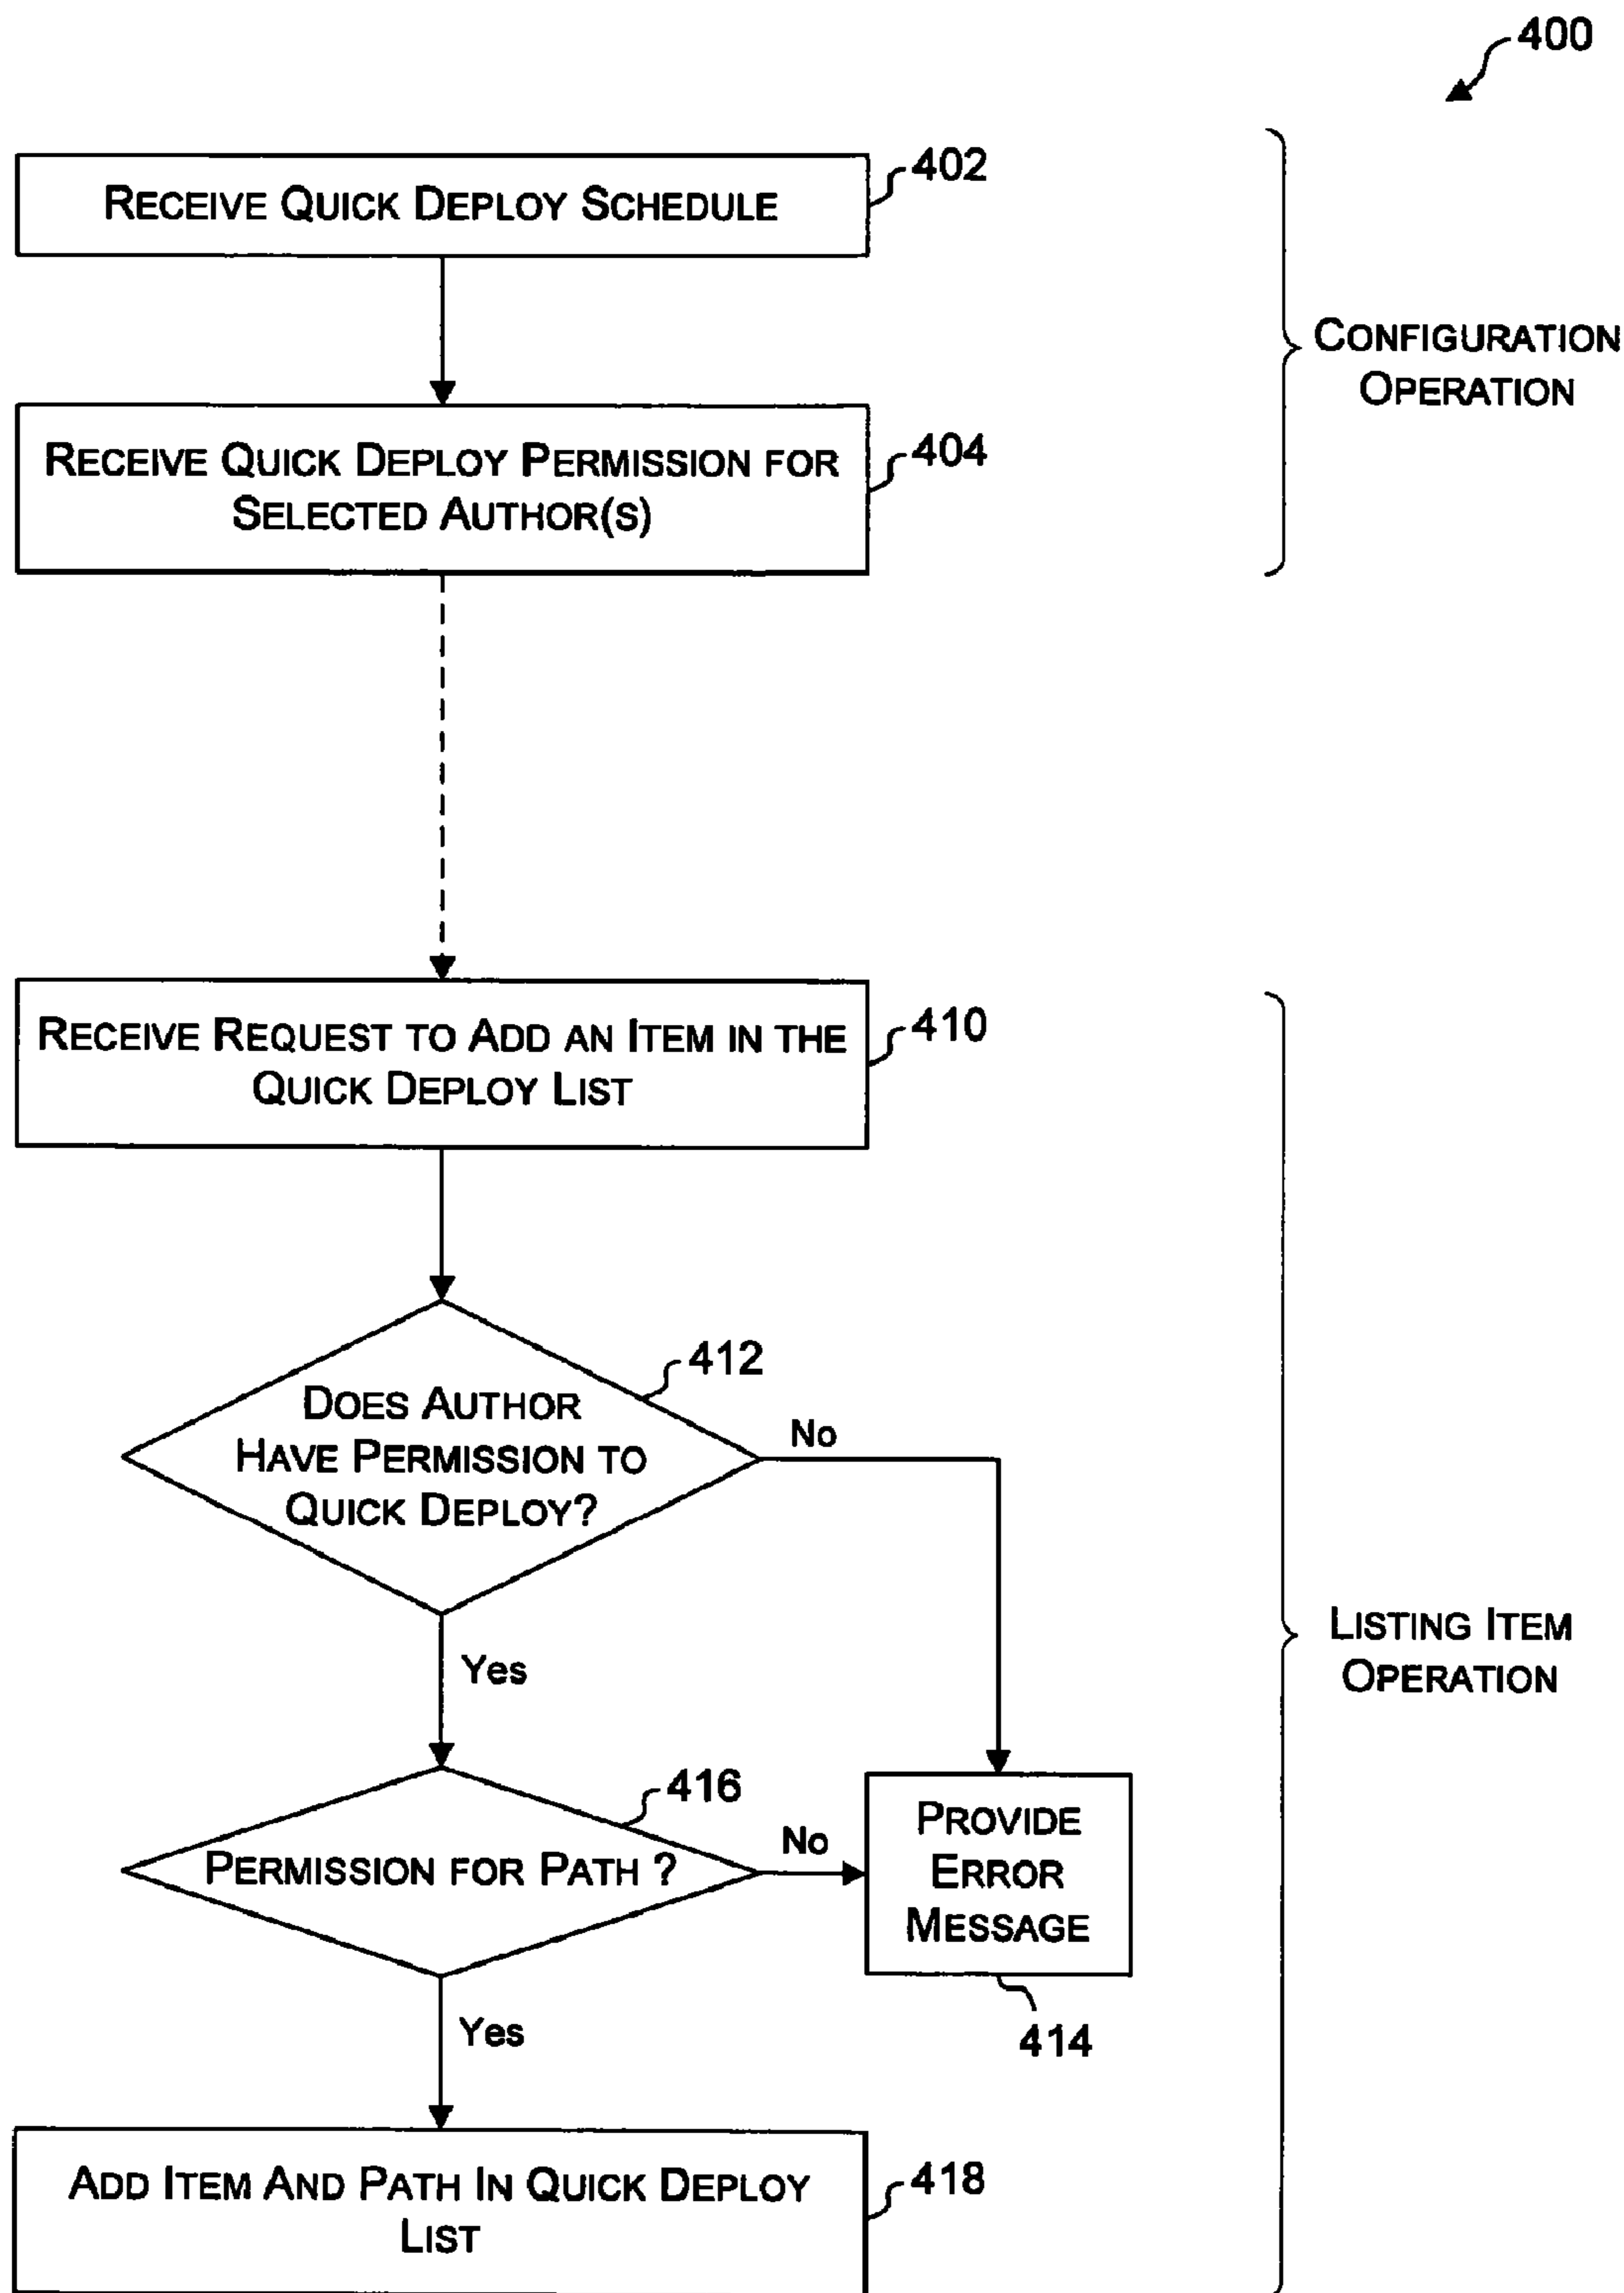 400
RECEIVE QUICK DEPLOY SCHEDULE
402
CONFIGURATION
OPERATION
RECEIVE QUICK DEPLOY PERMISSION FOR
SELECTED AUTHOR(S)
404
RECEIVE REQUEST TO ADD AN ITEM IN THE
QUICK DEPLOY LIST
410
DOES AUTHOR
HAVE PERMISSION TO
QUICK DEPLOY?
412
No
Yes
LISTING ITEM
OPERATION
PERMISSION FOR PATH ?
416
No
PROVIDE
ERROR
MESSAGE
414
Yes
ADD ITEM AND PATH IN QUICK DEPLOY
LIST
418